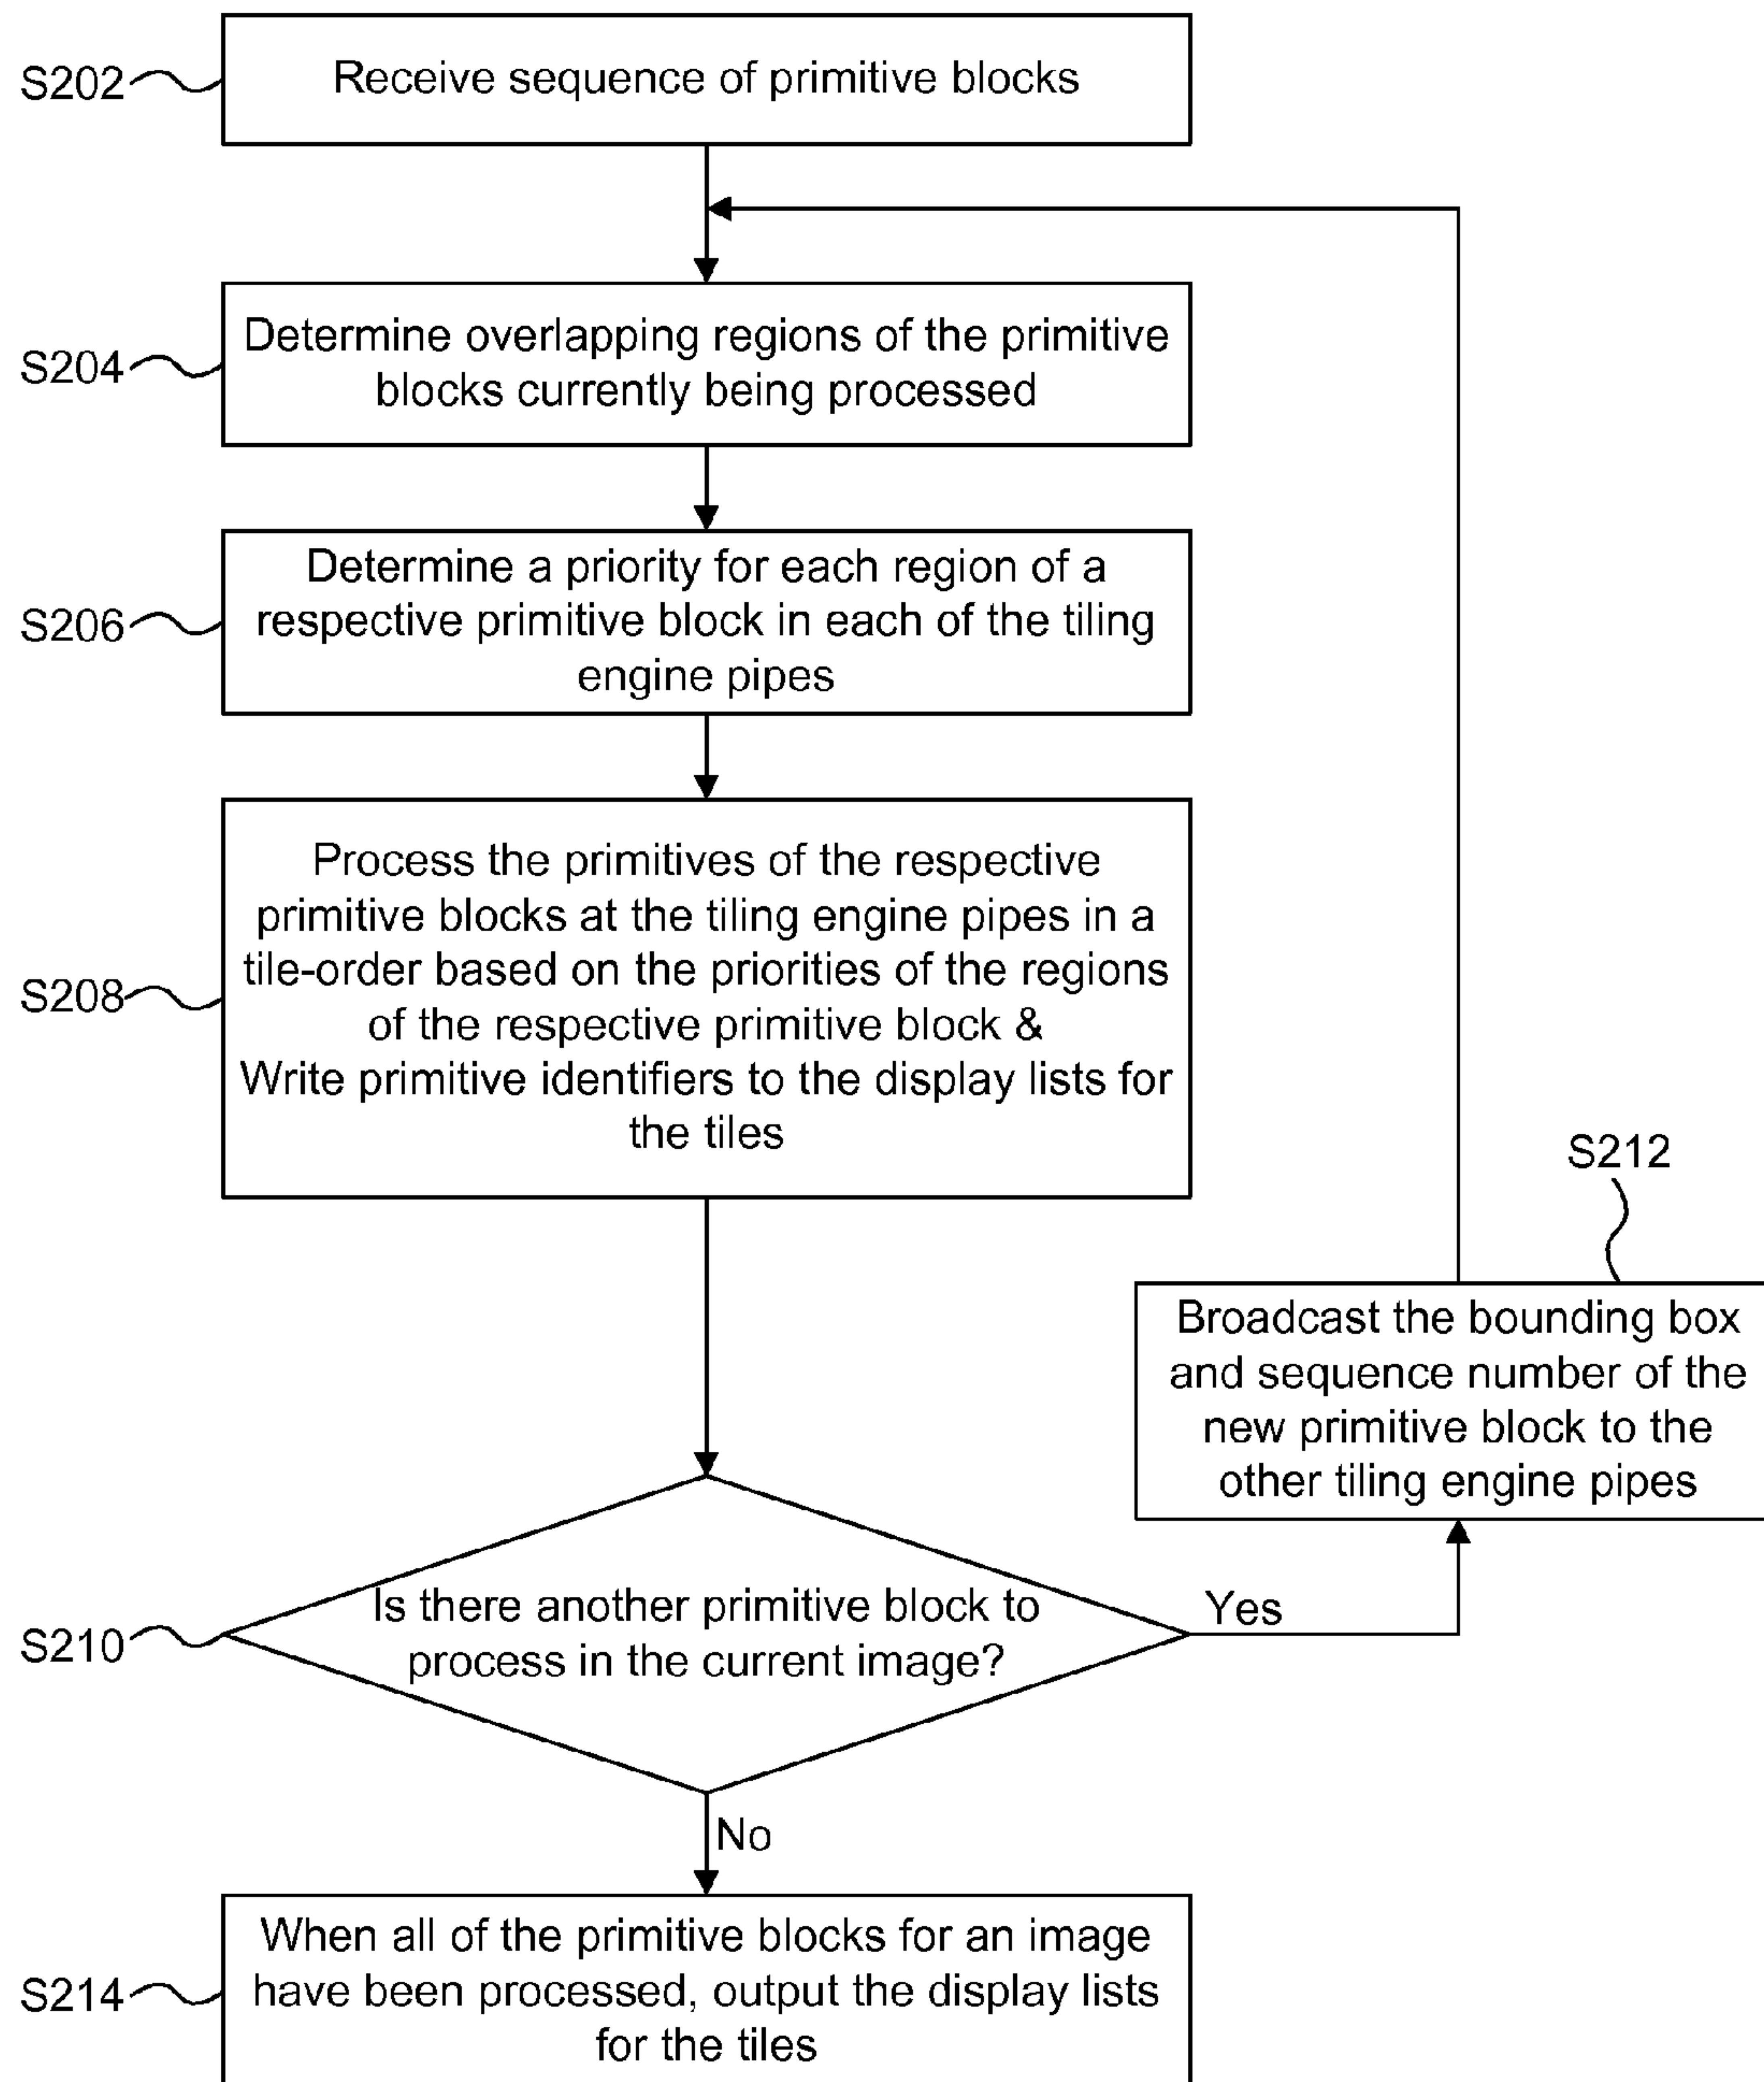 S202
Receive sequence of primitive blocks
S204
Determine overlapping regions of the primitive
blocks currently being processed
S206
Determine a priority for each region of a
respective primitive block in each of the tiling
engine pipes
S208
Process the primitives of the respective
primitive blocks at the tiling engine pipes in a
tile-order based on the priorities of the regions
of the respective primitive block &
Write primitive identifiers to the display lists for
the tiles
S212
Broadcast the bounding box
and sequence number of the
new primitive block to the
other tiling engine pipes
S210
Is there another primitive block to
process in the current image?
Yes
No
S214
When all of the primitive blocks for an image
have been processed, output the display lists
for the tiles